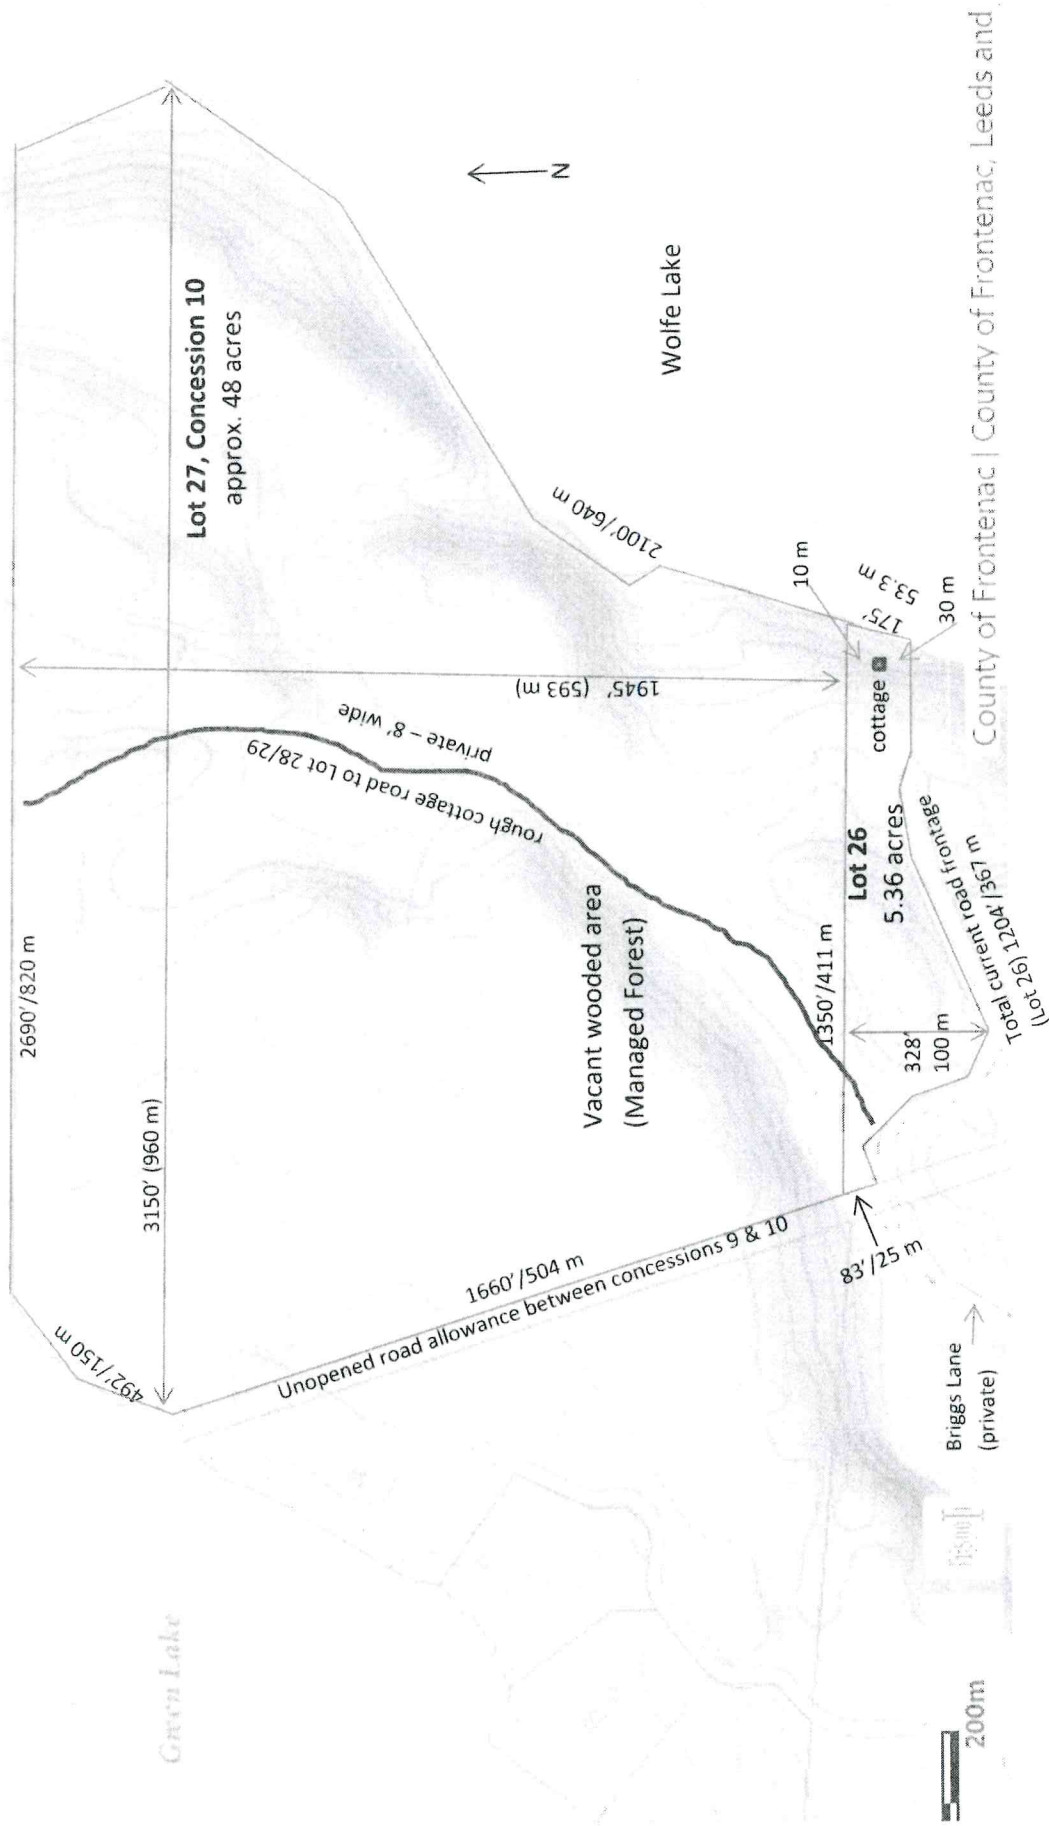 2690'/820 m
3150' (960 m)
492'/150 m
Lot 27, Concession 10
approx. 48 acres
N
Wolfe Lake
Green Lake
2100'/640 m
1945' (593 m)
private – 8' wide
rough cottage road to Lot 28/29
Vacant wooded area
(Managed Forest)
1660'/504 m
Unopened road allowance between concessions 9 & 10
1350'/411 m
Lot 26
5.36 acres
cottage
10 m
175'
53.3 m
30 m
328'
100 m
Total current road frontage
(Lot 26) 1204'/367 m
83'/25 m
Briggs Lane
(private)
200m
County of Frontenac | County of Frontenac, Leeds and